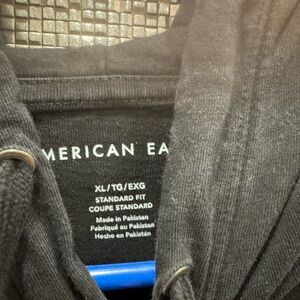 MERICAN EA
XL/TG/EXG
STANDARD FIT
COUPE STANDARD
Made in Pakistan
Fabriqué au Pakistan
Hecho en Pakistán